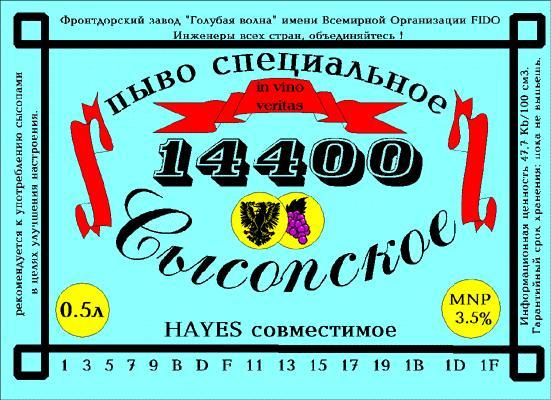 Фронтдорский завод "Голубая волна" имени Всемирной Организации FIDO
Инженеры всех стран, объединяйтесь !
пыво специальное
in vino
veritas
14400
Сысопское
0.5л
MNP
3.5%
HAYES совместимое
1 3 5 7 9 B D F 11 13 15 17 19 1B 1D 1F
рекомендуется к употреблению сысопами
в целях улучшения настроения.
Информационная ценность 47.7 Kb/100 см3.
Гарантийный срок хранения: пока не выпьешь.